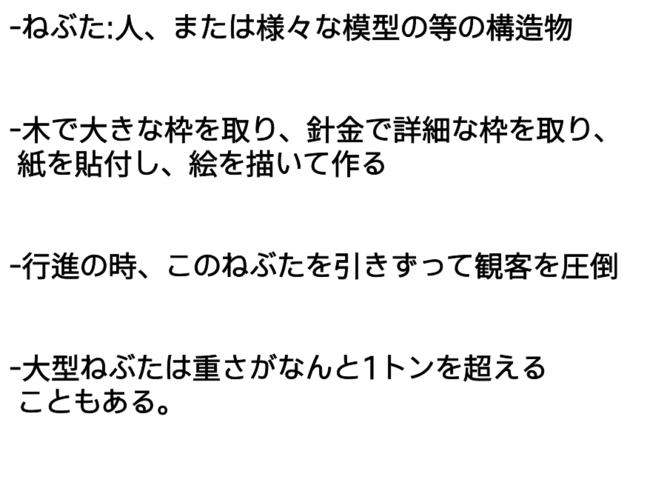 -ねぶた:人、または様々な模型の等の構造物
-木で大きな枠を取り、針金で詳細な枠を取り、
紙を貼付し、絵を描いて作る
-行進の時、このねぶたを引きずって観客を圧倒
-大型ねぶたは重さがなんと1トンを超える
こともある。